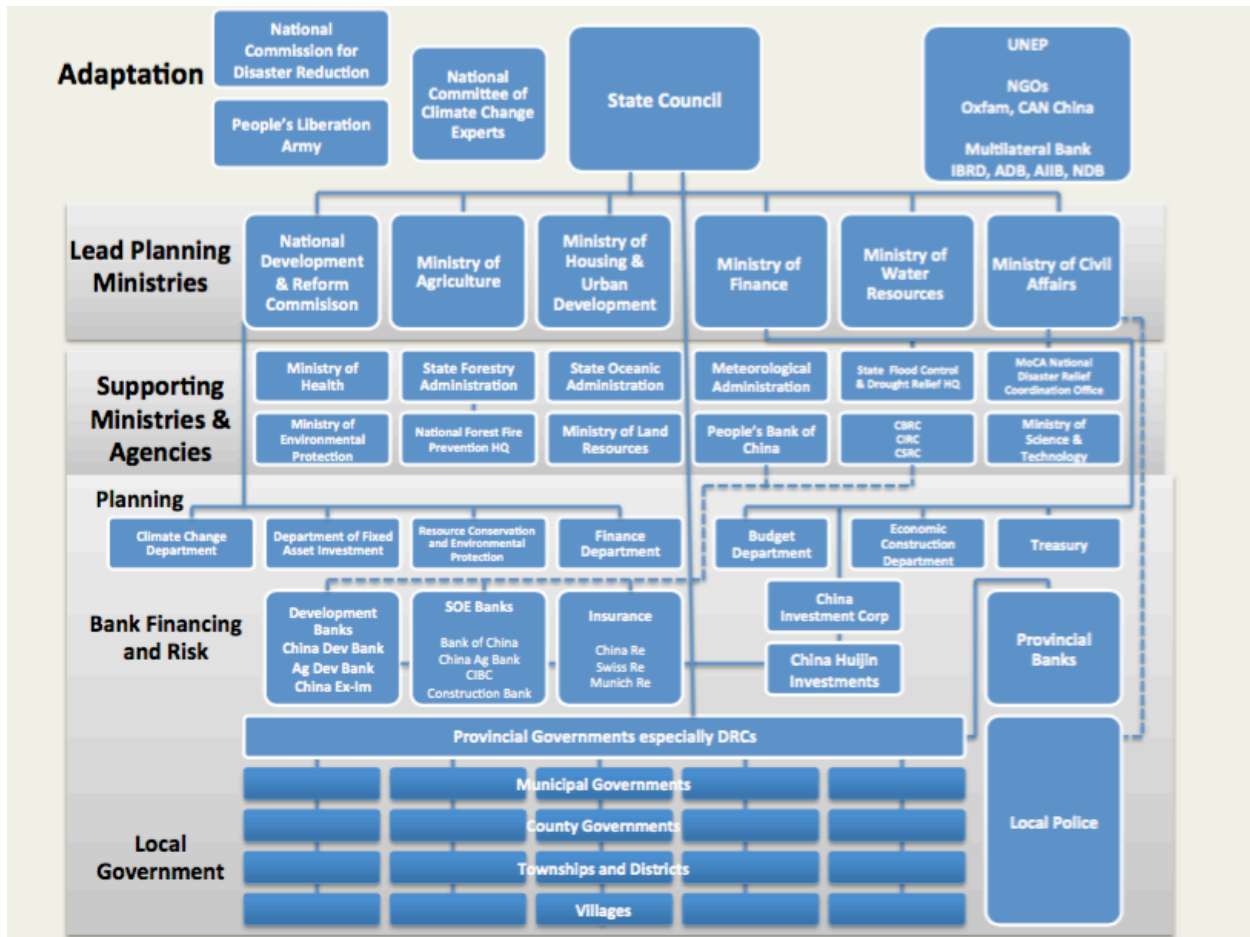 Adaptation
National
Commission for
Disaster Reduction
People's Liberation
Army
National
Committee of
Climate Change
Experts
State Council
UNEP
NGOs
Oxfam, CAN China
Multilateral Bank
IBRD, ADB, AIIB, NDB
Lead Planning
Ministries
National
Development
& Reform
Commisison
Ministry of
Agriculture
Ministry of
Housing &
Urban
Development
Ministry of
Finance
Ministry of
Water
Resources
Ministry of Civil
Affairs
Supporting
Ministries &
Agencies
Ministry of
Health
State Forestry
Administration
State Oceanic
Administration
Meteorological
Administration
State Flood Control
& Drought Relief HQ
MoCA National
Disaster Relief
Coordination Office
Ministry of
Environmental
Protection
National Forest Fire
Prevention HQ
Ministry of Land
Resources
People's Bank of
China
CBRC
CIRC
CSRC
Ministry of
Science &
Technology
Planning
Climate Change
Department
Department of Fixed
Asset Investment
Resource Conservation
and Environmental
Protection
Finance
Department
Budget
Department
Economic
Construction
Department
Treasury
Bank Financing
and Risk
Development
Banks
China Dev Bank
Ag Dev Bank
China Ex-Im
SOE Banks
Bank of China
China Ag Bank
CIBC
Construction Bank
Insurance
China Re
Swiss Re
Munich Re
China
Investment Corp
China Huijin
Investments
Provincial
Banks
Provincial Governments especially DRCs
Municipal Governments
County Governments
Townships and Districts
Villages
Local
Government
Local Police